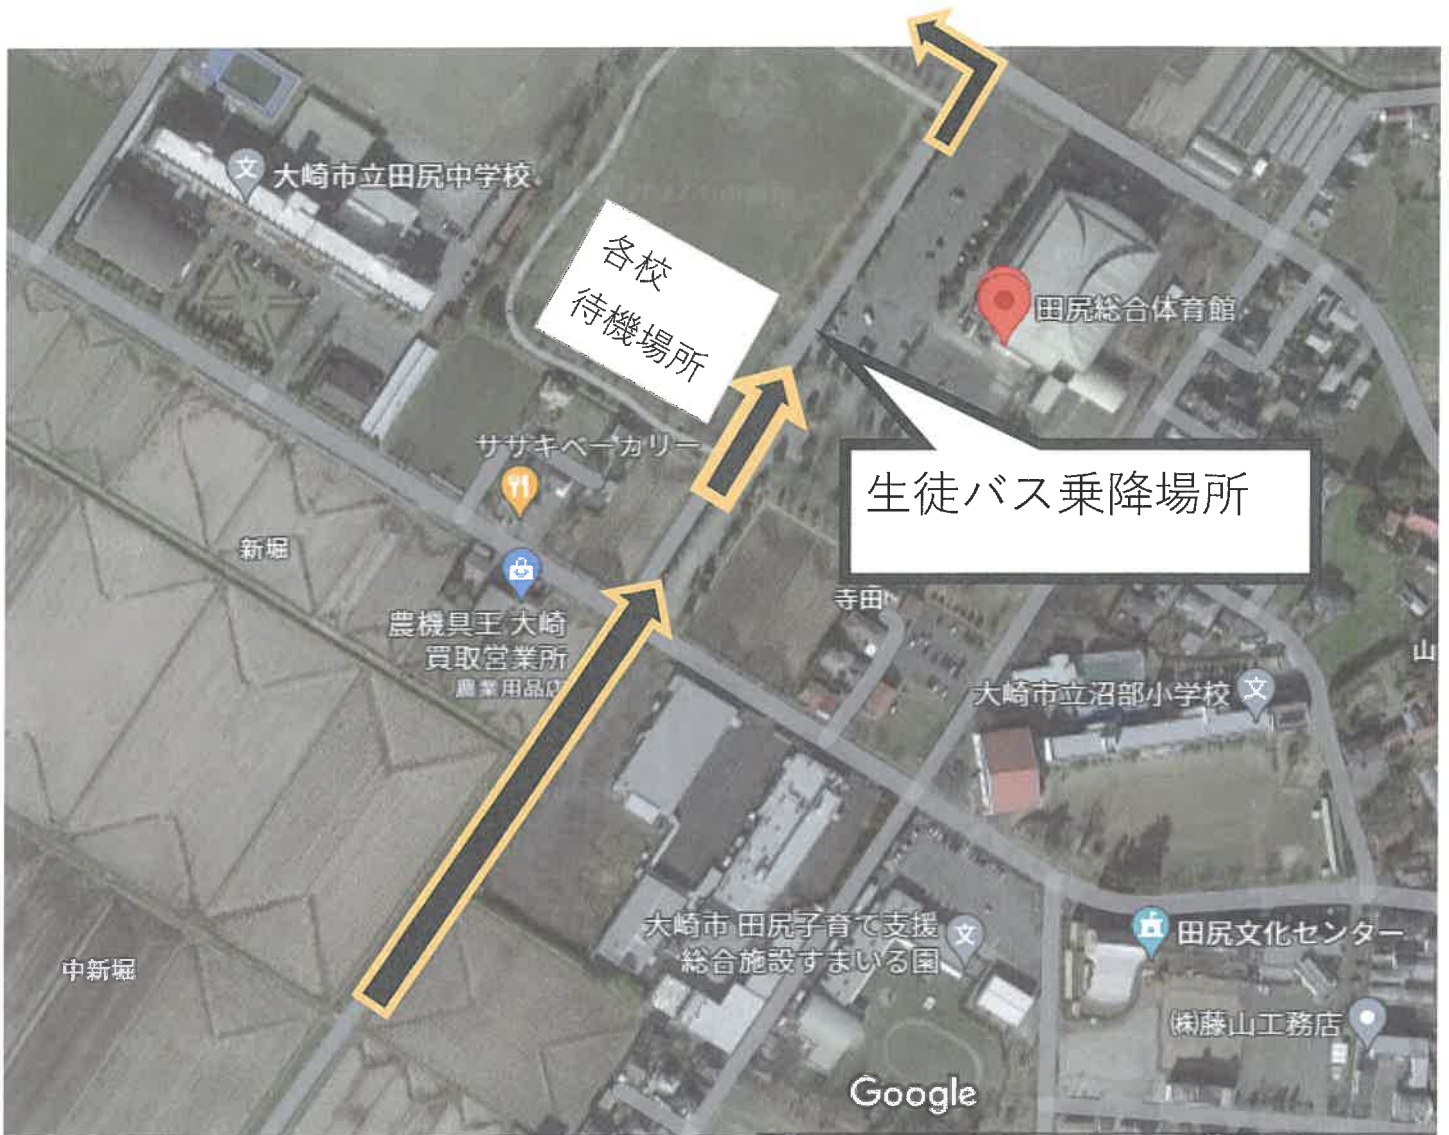 大崎市立田尻中学校
各校
待機場所
田尻総合体育館
ササキベーカリー
生徒バス乗降場所
新堀
農機具王 大崎
買取営業所
農業用品店
寺田
山
大崎市立沼部小学校
大崎市 田尻子育て支援
総合施設すまいる園
田尻文化センター
中新堀
㈱藤山工務店
Google